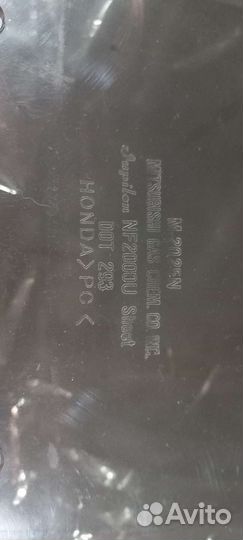 MITSUBISHI GAS CHEM. CO. INC.
Iupilon NF2000U Sheet
DOT 293
HONDA >PC<
Avito